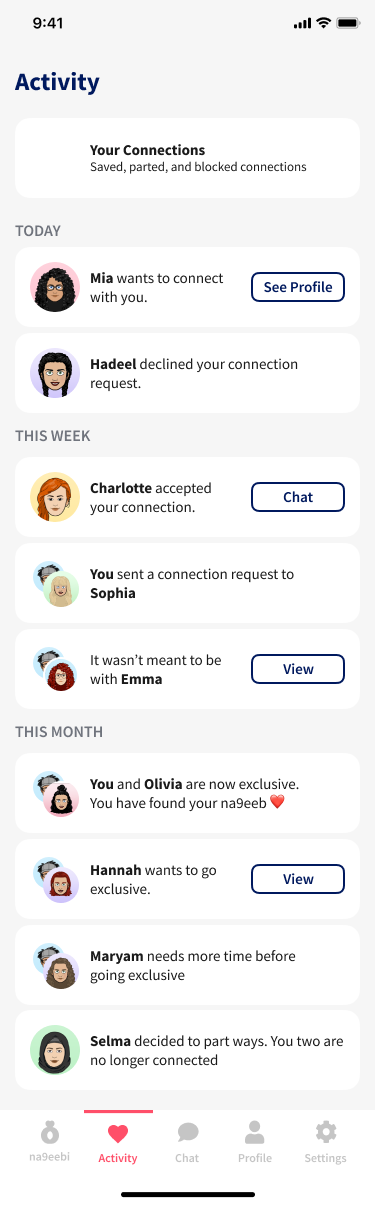 9:41
Activity
Your Connections
Saved, parted, and blocked connections
TODAY
Mia wants to connect
with you.
See Profile
Hadeel declined your connection
request.
THIS WEEK
Charlotte accepted
your connection.
Chat
You sent a connection request to
Sophia
It wasn’t meant to be
with Emma
View
THIS MONTH
You and Olivia are now exclusive.
You have found your na9eeb ❤️
Hannah wants to go
exclusive.
View
Maryam needs more time before
going exclusive
Selma decided to part ways. You two are
no longer connected
na9eebi
Activity
Chat
Profile
Settings